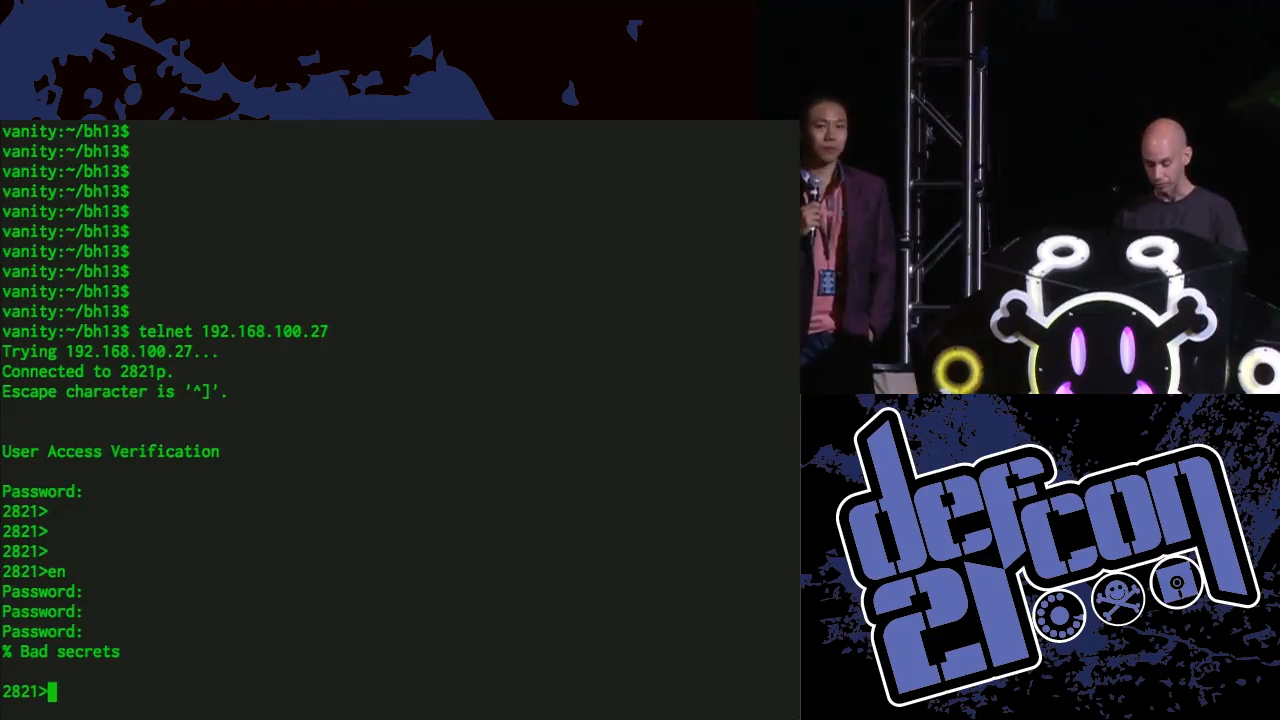 vanity:~/bh13$
vanity:~/bh13$
vanity:~/bh13$
vanity:~/bh13$
vanity:~/bh13$
vanity:~/bh13$
vanity:~/bh13$
vanity:~/bh13$
vanity:~/bh13$
vanity:~/bh13$
vanity:~/bh13$ telnet 192.168.100.27
Trying 192.168.100.27...
Connected to 2821p.
Escape character is '^]'.
User Access Verification
Password:
2821>
2821>
2821>
2821>en
Password:
Password:
Password:
% Bad secrets
2821>
defcon
21